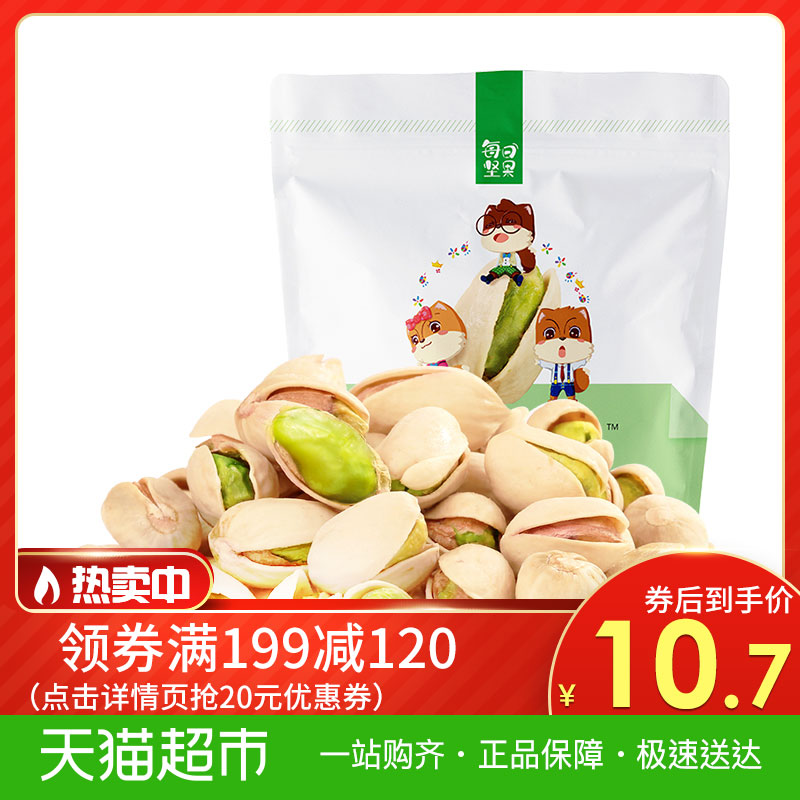 每日
坚果
TM
热卖中
领券满199减120
（点击详情页抢20元优惠券）
券后到手价
¥10.7
天猫超市
一站购齐·正品保障·极速送达